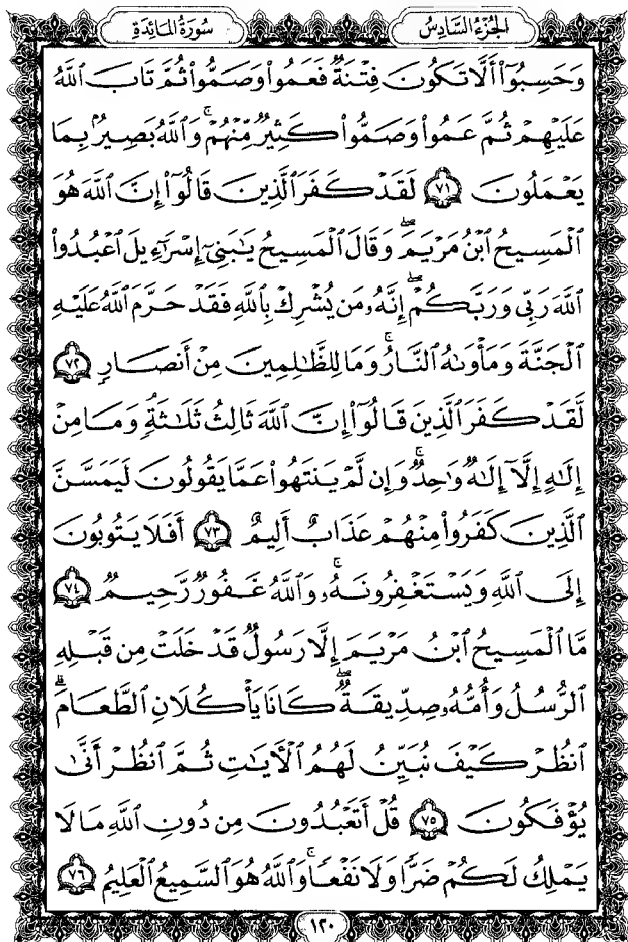 الجزء السادس
سورة المائدة
وَحَسِبُوٓا۟ أَلَّا تَكُونَ فِتْنَةٌ فَعَمُوا۟ وَصَمُّوا۟ ثُمَّ تَابَ ٱللَّهُ
عَلَيْهِمْ ثُمَّ عَمُوا۟ وَصَمُّوا۟ كَثِيرٌ مِّنْهُمْ ۚ وَٱللَّهُ بَصِيرٌۢ بِمَا
يَعْمَلُونَ ٧١ لَقَدْ كَفَرَ ٱلَّذِينَ قَالُوٓا۟ إِنَّ ٱللَّهَ هُوَ
ٱلْمَسِيحُ ٱبْنُ مَرْيَمَ ۖ وَقَالَ ٱلْمَسِيحُ يَٰبَنِىٓ إِسْرَٰٓءِيلَ ٱعْبُدُوا۟
ٱللَّهَ رَبِّى وَرَبَّكُمْ ۖ إِنَّهُۥ مَن يُشْرِكْ بِٱللَّهِ فَقَدْ حَرَّمَ ٱللَّهُ عَلَيْهِ
ٱلْجَنَّةَ وَمَأْوَىٰهُ ٱلنَّارُ ۖ وَمَا لِلظَّٰلِمِينَ مِنْ أَنصَارٍ ٧٢
لَّقَدْ كَفَرَ ٱلَّذِينَ قَالُوٓا۟ إِنَّ ٱللَّهَ ثَالِثُ ثَلَٰثَةٍ ۘ وَمَا مِنْ
إِلَٰهٍ إِلَّآ إِلَٰهٌ وَٰحِدٌ ۚ وَإِن لَّمْ يَنتَهُوا۟ عَمَّا يَقُولُونَ لَيَمَسَّنَّ
ٱلَّذِينَ كَفَرُوا۟ مِنْهُمْ عَذَابٌ أَلِيمٌ ٧٣ أَفَلَا يَتُوبُونَ
إِلَى ٱللَّهِ وَيَسْتَغْفِرُونَهُۥ ۚ وَٱللَّهُ غَفُورٌ رَّحِيمٌ ٧٤
مَّا ٱلْمَسِيحُ ٱبْنُ مَرْيَمَ إِلَّا رَسُولٌ قَدْ خَلَتْ مِن قَبْلِهِ
ٱلرُّسُلُ وَأُمُّهُۥ صِدِّيقَةٌ ۖ كَانَا يَأْكُلَانِ ٱلطَّعَامَ ۗ
ٱنظُرْ كَيْفَ نُبَيِّنُ لَهُمُ ٱلْءَايَٰتِ ثُمَّ ٱنظُرْ أَنَّىٰ
يُؤْفَكُونَ ٧٥ قُلْ أَتَعْبُدُونَ مِن دُونِ ٱللَّهِ مَا لَا
يَمْلِكُ لَكُمْ ضَرًّا وَلَا نَفْعًا ۚ وَٱللَّهُ هُوَ ٱلسَّمِيعُ ٱلْعَلِيمُ ٧٦
١٢٠